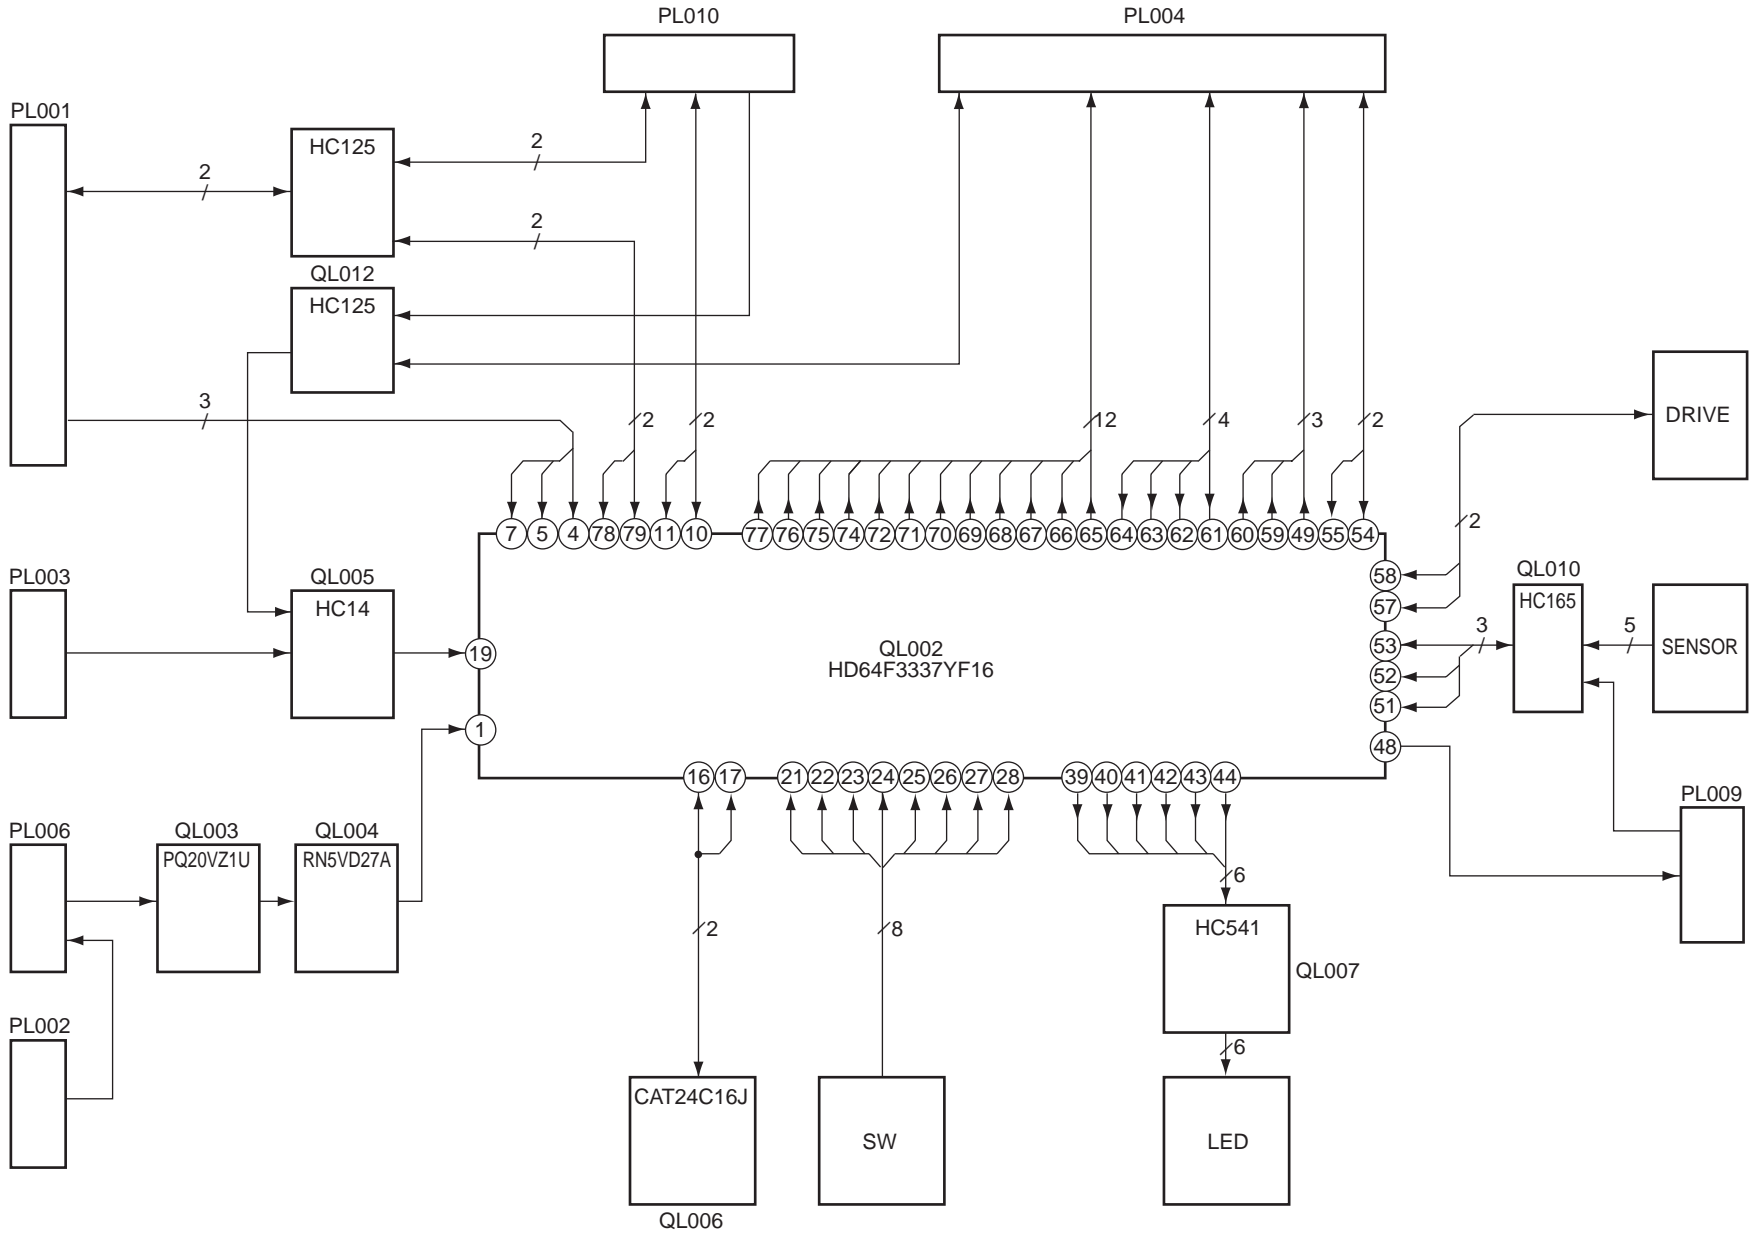 PL010
PL004
PL001
HC125
2
2
2
QL012
HC125
3
2
2
12
4
3
2
DRIVE
2
7 5 4 78 79 11 10 77 76 75 74 72 71 70 69 68 67 66 65 64 63 62 61 60 59 49 55 54
58
57
53
52
51
48
PL003
QL005
HC14
19
1
QL002
HD64F3337YF16
QL010
HC165
3
5
SENSOR
16 17 21 22 23 24 25 26 27 28 39 40 41 42 43 44
PL009
PL006
QL003
PQ20VZ1U
QL004
RN5VD27A
2
8
6
HC541
QL007
6
PL002
CAT24C16J
QL006
SW
LED